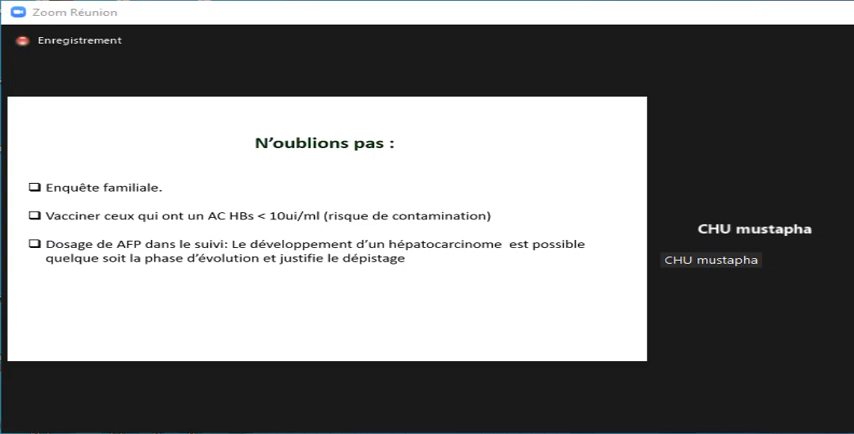 Zoom Réunion
Enregistrement
N'oublions pas :
Enquête familiale.
Vacciner ceux qui ont un AC HBs < 10ui/ml (risque de contamination)
Dosage de AFP dans le suivi: Le développement d'un hépatocarcinome est possible
quelque soit la phase d'évolution et justifie le dépistage
CHU mustapha
CHU mustapha